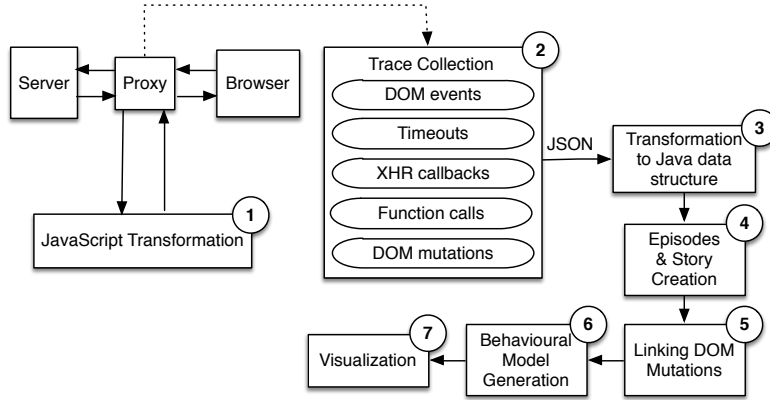 Server
Proxy
Browser
1
JavaScript Transformation
2
Trace Collection
DOM events
Timeouts
XHR callbacks
Function calls
DOM mutations
JSON
3
Transformation
to Java data
structure
4
Episodes
& Story
Creation
5
Linking DOM
Mutations
6
Behavioural
Model
Generation
7
Visualization